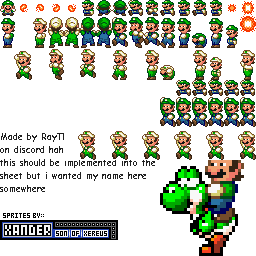 Made by RayTI
on discord hah
this should be implemented into the
sheet but i wanted my name here
somewhere
SPRITES BY:
XANDER SON OF XEREUS